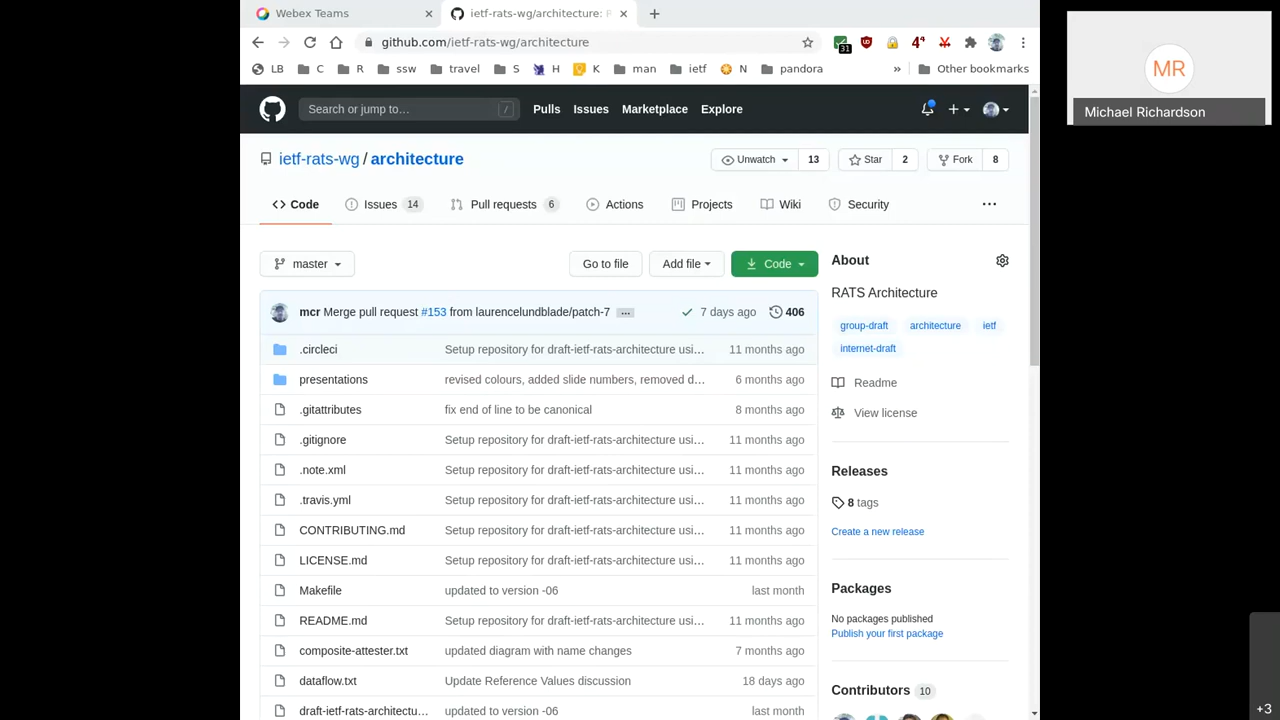 Webex Teams
ietf-rats-wg/architecture: R
github.com/ietf-rats-wg/architecture
31
4⁴
LB C R ssw travel S H K man ietf N pandora » Other bookmarks
Search or jump to… /
Pulls Issues Marketplace Explore
ietf-rats-wg / architecture
Unwatch 13 Star 2 Fork 8
Code Issues 14 Pull requests 6 Actions Projects Wiki Security ...
master Go to file Add file Code
mcr Merge pull request #153 from laurencelundblade/patch-7 ... 7 days ago 406
.circleci Setup repository for draft-ietf-rats-architecture usi… 11 months ago
presentations revised colours, added slide numbers, removed d… 6 months ago
.gitattributes fix end of line to be canonical 8 months ago
.gitignore Setup repository for draft-ietf-rats-architecture usi… 11 months ago
.note.xml Setup repository for draft-ietf-rats-architecture usi… 11 months ago
.travis.yml Setup repository for draft-ietf-rats-architecture usi… 11 months ago
CONTRIBUTING.md Setup repository for draft-ietf-rats-architecture usi… 11 months ago
LICENSE.md Setup repository for draft-ietf-rats-architecture usi… 11 months ago
Makefile updated to version -06 last month
README.md Setup repository for draft-ietf-rats-architecture usi… 11 months ago
composite-attester.txt updated diagram with name changes 7 months ago
dataflow.txt Update Reference Values discussion 18 days ago
draft-ietf-rats-architectu… updated to version -06 last month
About
RATS Architecture
group-draft architecture ietf
internet-draft
Readme
View license
Releases
8 tags
Create a new release
Packages
No packages published
Publish your first package
Contributors 10
MR
Michael Richardson
+3